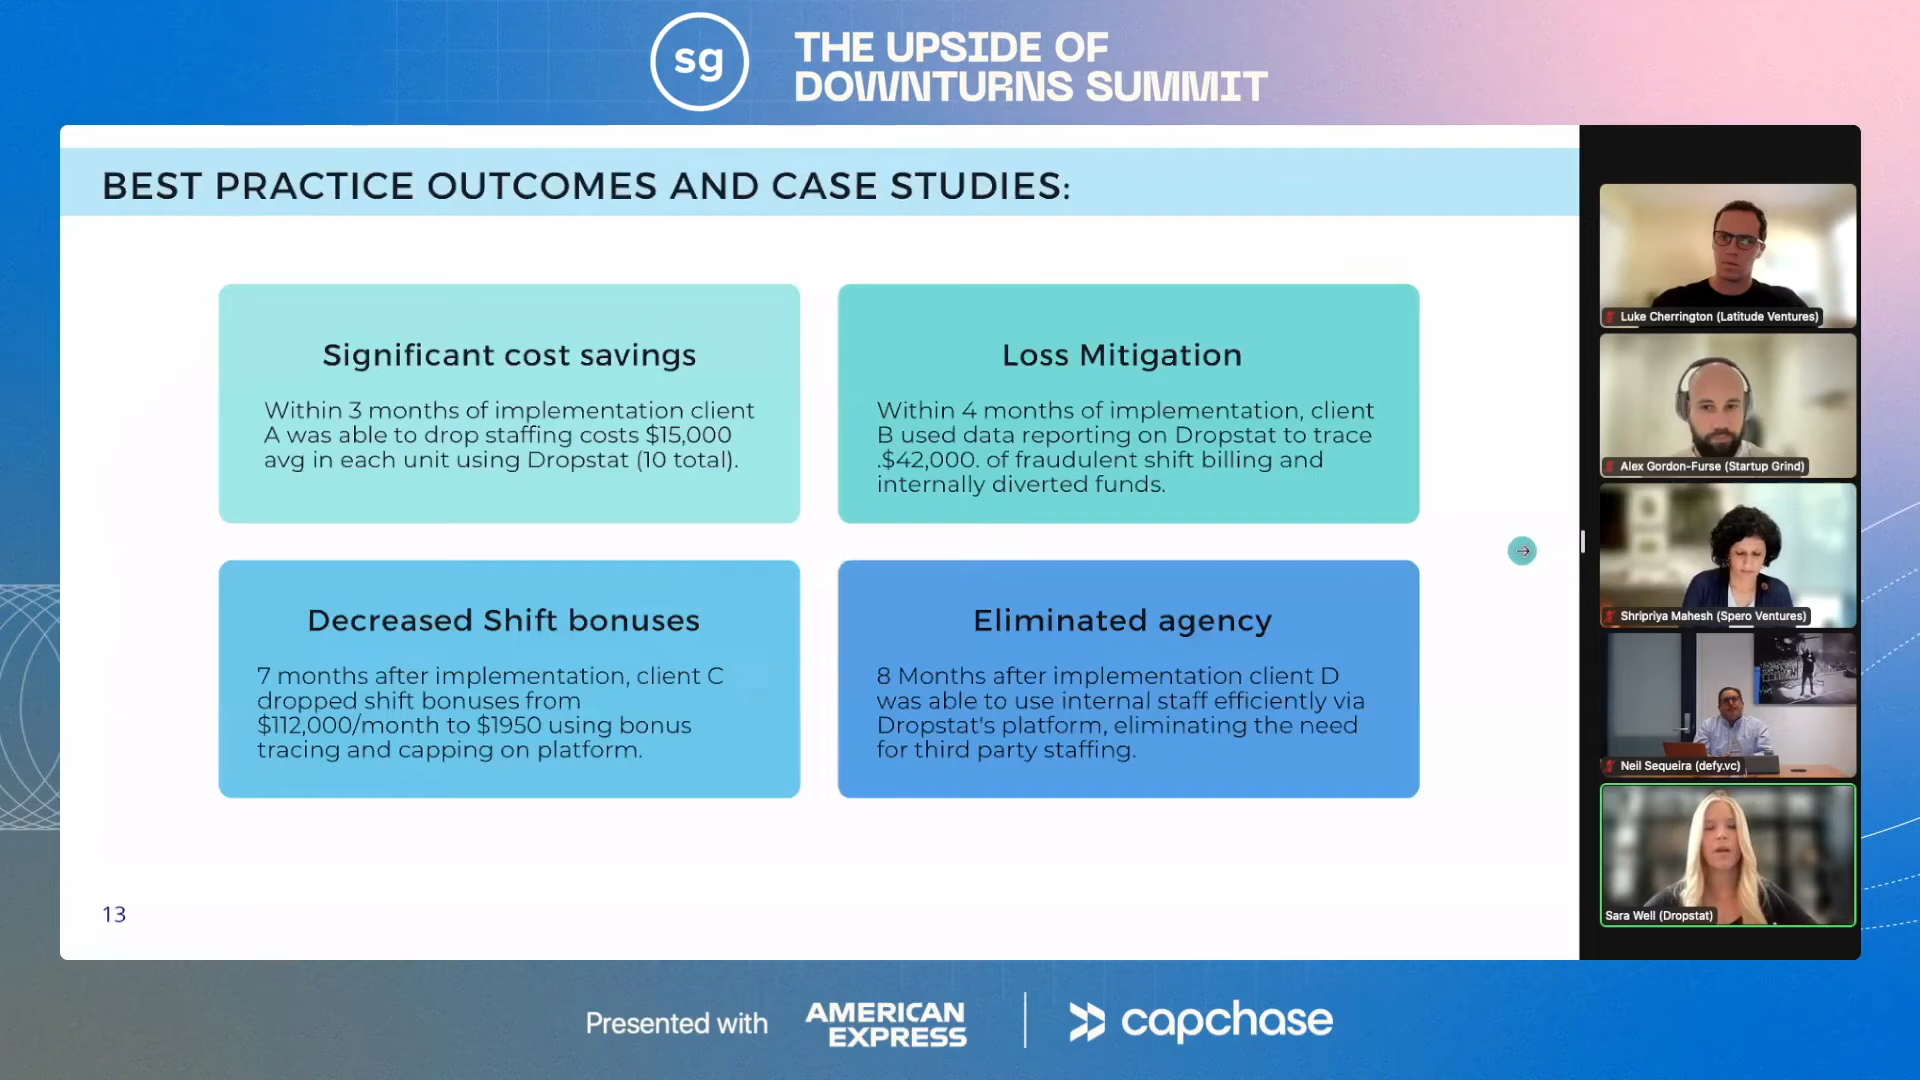 sg
THE UPSIDE OF
DOWNTURNS SUMMIT
BEST PRACTICE OUTCOMES AND CASE STUDIES:
Significant cost savings
Within 3 months of implementation client
A was able to drop staffing costs $15,000
avg in each unit using Dropstat (10 total).
Loss Mitigation
Within 4 months of implementation, client
B used data reporting on Dropstat to trace
.$42,000. of fraudulent shift billing and
internally diverted funds.
Decreased Shift bonuses
7 months after implementation, client C
dropped shift bonuses from
$112,000/month to $1950 using bonus
tracing and capping on platform.
Eliminated agency
8 Months after implementation client D
was able to use internal staff efficiently via
Dropstat's platform, eliminating the need
for third party staffing.
13
Luke Cherrington (Latitude Ventures)
Alex Gordon-Furse (Startup Grind)
Shripriya Mahesh (Spero Ventures)
Neil Sequeira (defy.vc)
Sara Well (Dropstat)
Presented with
AMERICAN
EXPRESS
capchase